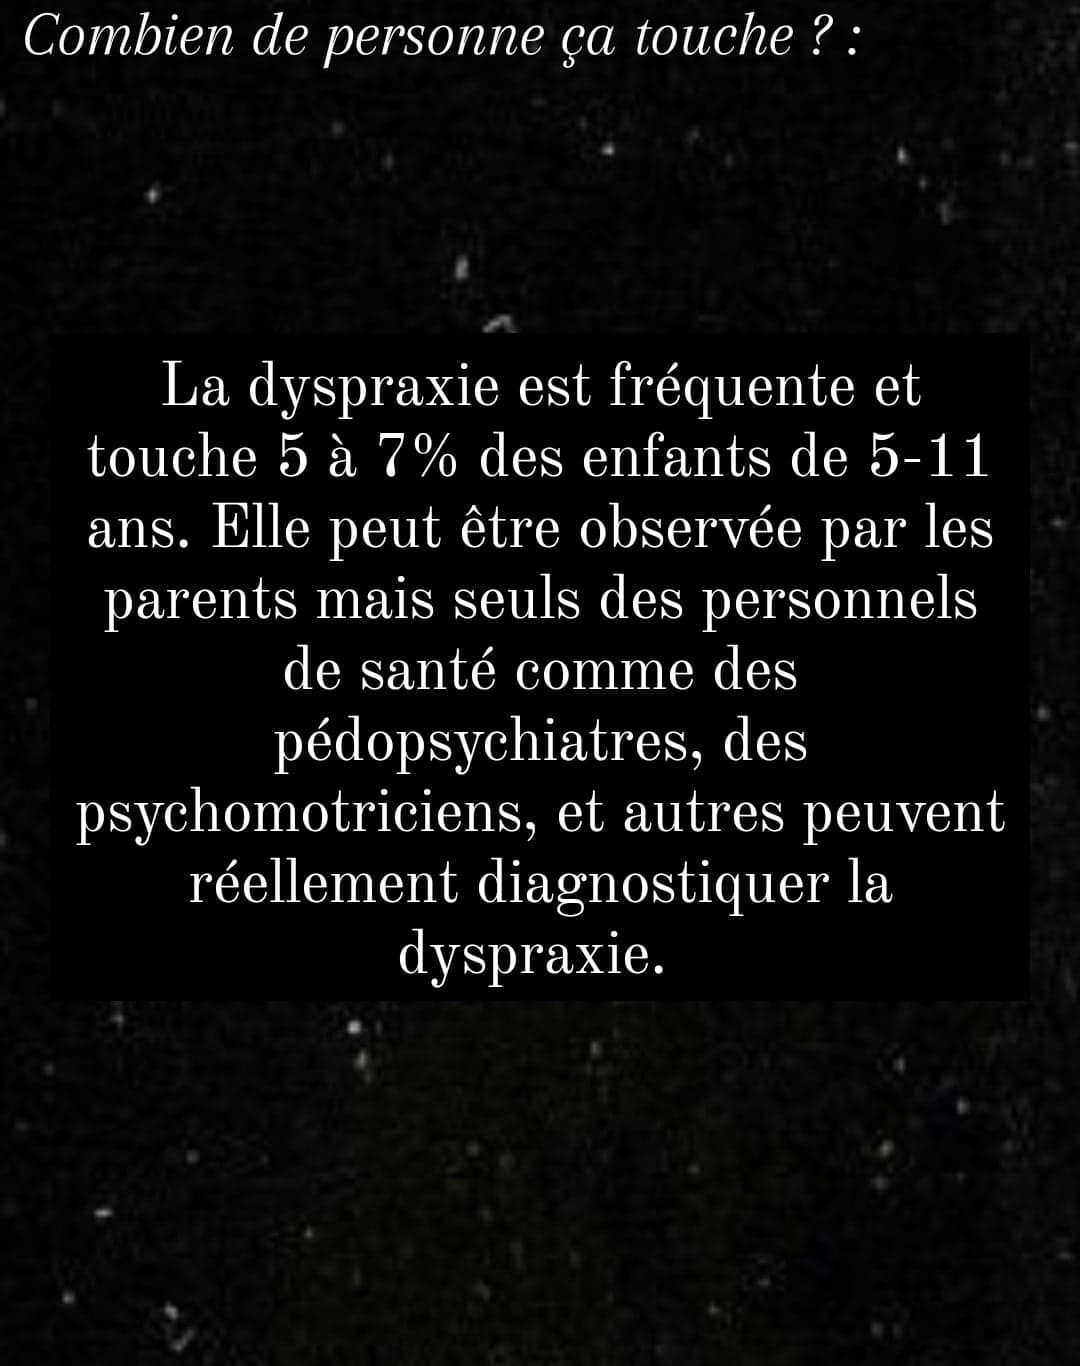 Combien de personne ça touche ? :
La dyspraxie est fréquente et
touche 5 à 7% des enfants de 5-11
ans. Elle peut être observée par les
parents mais seuls des personnels
de santé comme des
pédopsychiatres, des
psychomotriciens, et autres peuvent
réellement diagnostiquer la
dyspraxie.